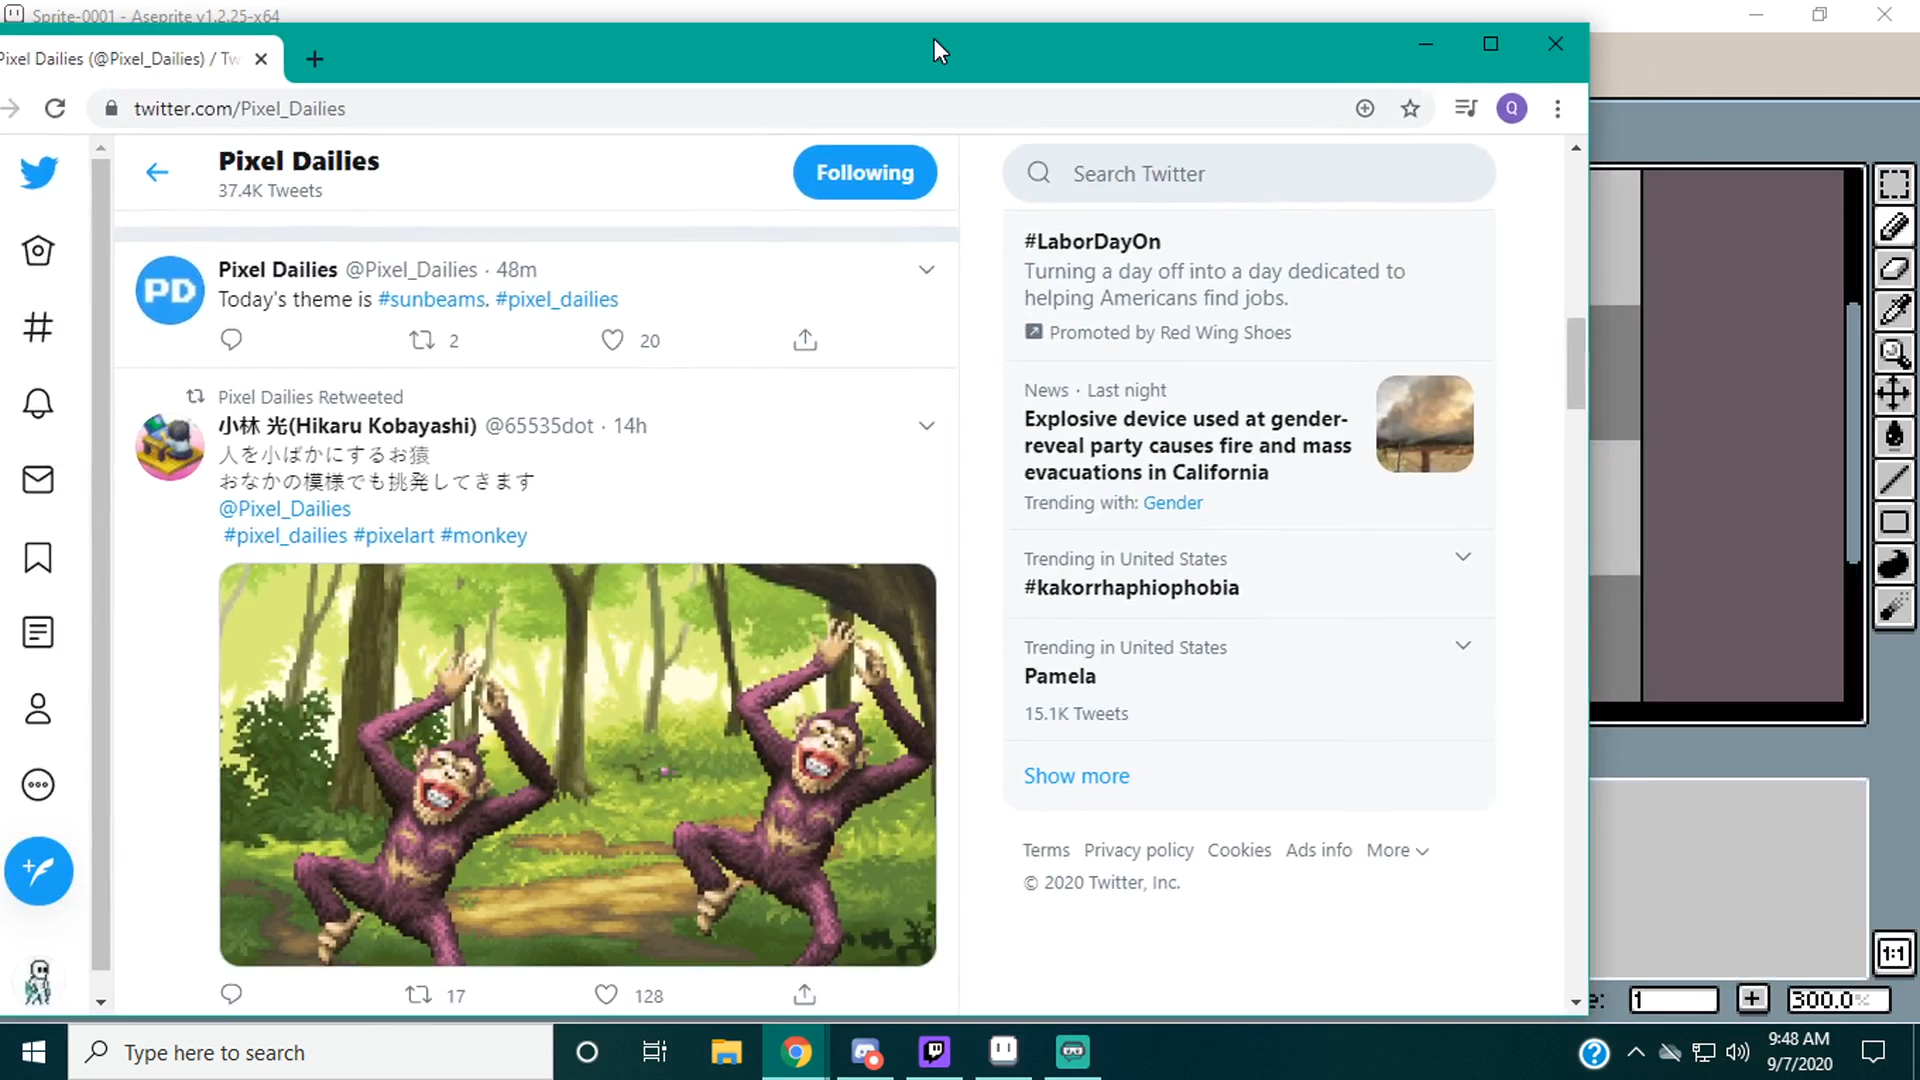 Sprite-0001 - Aseprite v1.2.25-x64
Pixel Dailies (@Pixel_Dailies) / Tw
twitter.com/Pixel_Dailies
Q
Pixel Dailies
37.4K Tweets
Following
Search Twitter
PD
Pixel Dailies @Pixel_Dailies · 48m
Today's theme is #sunbeams. #pixel_dailies
2
20
Pixel Dailies Retweeted
小林 光(Hikaru Kobayashi) @65535dot · 14h
人を小ばかにするお猿
おなかの模様でも挑発してきます
@Pixel_Dailies
#pixel_dailies #pixelart #monkey
17
128
#LaborDayOn
Turning a day off into a day dedicated to
helping Americans find jobs.
Promoted by Red Wing Shoes
News · Last night
Explosive device used at gender-
reveal party causes fire and mass
evacuations in California
Trending with: Gender
Trending in United States
#kakorrhaphiophobia
Trending in United States
Pamela
15.1K Tweets
Show more
Terms Privacy policy Cookies Ads info More
© 2020 Twitter, Inc.
1:1
e: 1 + 300.0%
Type here to search
9:48 AM
9/7/2020